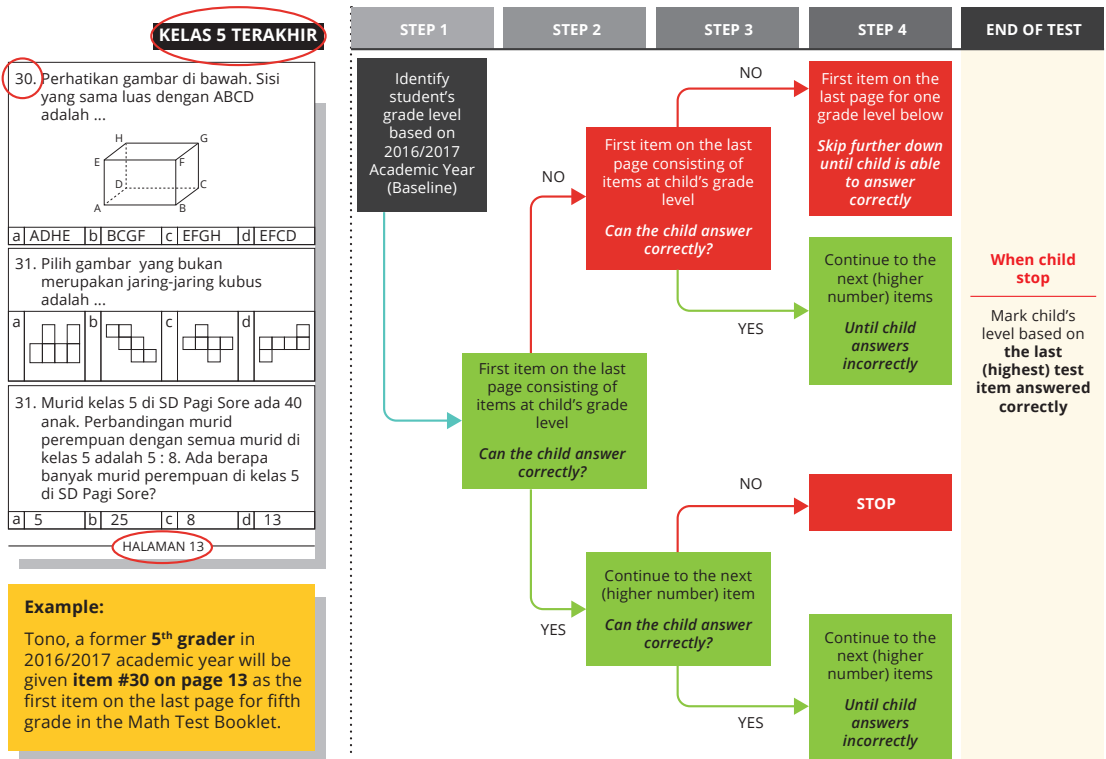 KELAS 5 TERAKHIR
30. Perhatikan gambar di bawah. Sisi
yang sama luas dengan ABCD
adalah ...
H G
E F
D C
A B
a ADHE b BCGF c EFGH d EFCD
31. Pilih gambar yang bukan
merupakan jaring-jaring kubus
adalah ...
a b c d
31. Murid kelas 5 di SD Pagi Sore ada 40
anak. Perbandingan murid
perempuan dengan semua murid di
kelas 5 adalah 5 : 8. Ada berapa
banyak murid perempuan di kelas 5
di SD Pagi Sore?
a 5 b 25 c 8 d 13
HALAMAN 13
Example:
Tono, a former 5th grader in
2016/2017 academic year will be
given item #30 on page 13 as the
first item on the last page for fifth
grade in the Math Test Booklet.
STEP 1
Identify
student's
grade level
based on
2016/2017
Academic Year
(Baseline)
STEP 2
First item on the last
page consisting of
items at child's grade
level
Can the child answer
correctly?
NO
YES
STEP 3
First item on the last
page consisting of
items at child's grade
level
Can the child answer
correctly?
NO
YES
Continue to the next
(higher number) item
Can the child answer
correctly?
NO
YES
STEP 4
First item on the
last page for one
grade level below
Skip further down
until child is able
to answer
correctly
Continue to the
next (higher
number) items
Until child
answers
incorrectly
STOP
Continue to the
next (higher
number) items
Until child
answers
incorrectly
END OF TEST
When child
stop
Mark child's
level based on
the last
(highest) test
item answered
correctly